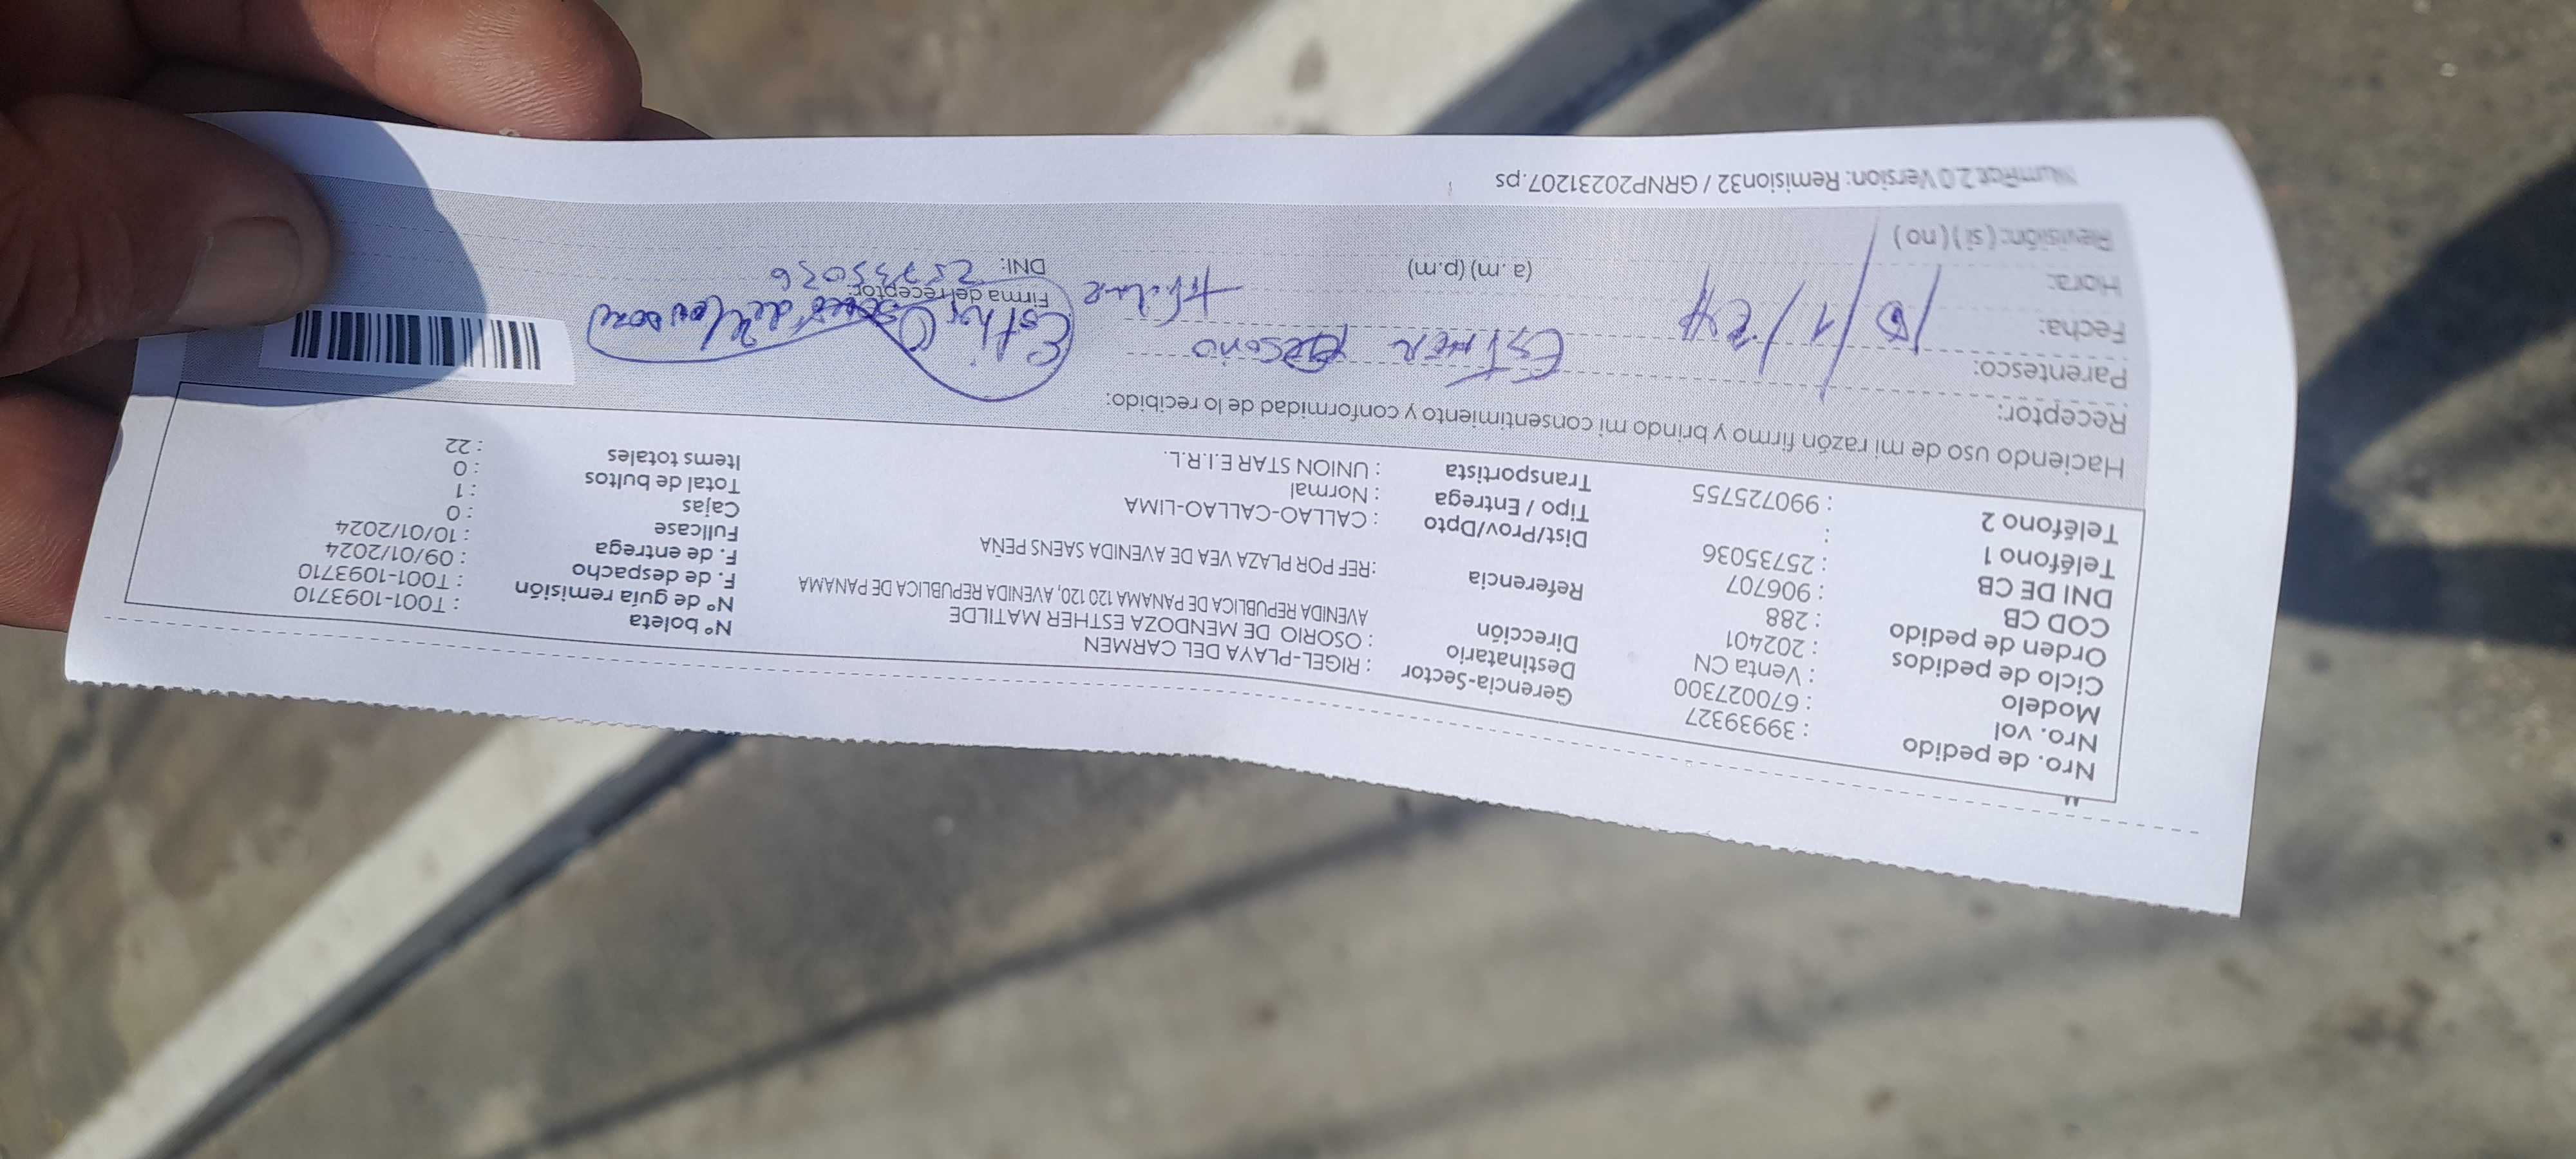 Nro. de pedido : 39939327
Nro. vol : 670027300
Modelo : Venta CN
Ciclo de pedidos : 202401
Orden de pedido : 288
COD CB : 906707
DNI DE CB : 25735036
Teléfono 1 :
Teléfono 2 : 990725755
Gerencia-Sector : RIGEL-PLAYA DEL CARMEN
Destinatario : OSORIO DE MENDOZA ESTHER MATILDE
Dirección AVENIDA REPUBLICA DE PANAMA 120 120, AVENIDA REPUBLICA DE PANAMA
Referencia :REF POR PLAZA VEA DE AVENIDA SAENS PEÑA
Dist/Prov/Dpto : CALLAO-CALLAO-LIMA
Tipo / Entrega : Normal
Transportista : UNION STAR E.I.R.L.
Nº boleta : T001-1093710
Nº de guía remisión : T001-1093710
F. de despacho : 09/01/2024
F. de entrega : 10/01/2024
Fullcase : 0
Cajas : 1
Total de bultos : 0
Items totales : 22
Haciendo uso de mi razón firmo y brindo mi consentimiento y conformidad de lo recibido:
Receptor: ESTHER OSORIO
Parentesco: Titular
Fecha: 10/1/24
Hora: (a.m) (p.m)
Revisión: (si) (no)
Esther Osorio de Mendoza
Firma del receptor:
DNI: 25735036
Version: Remision32 / GRNP20231207.ps